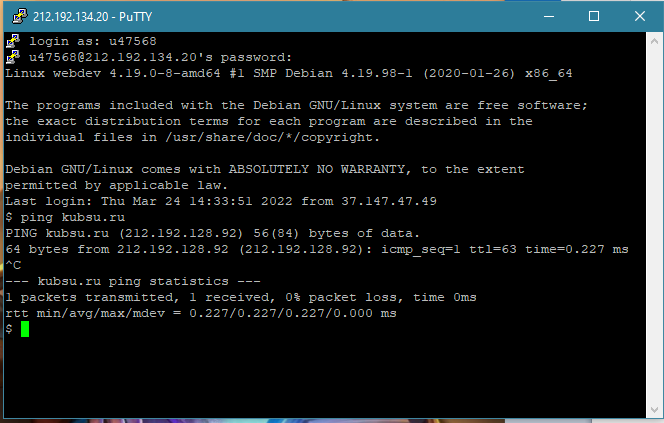 212.192.134.20 - PuTTY
login as: u47568
u47568@212.192.134.20's password:
Linux webdev 4.19.0-8-amd64 #1 SMP Debian 4.19.98-1 (2020-01-26) x86_64
The programs included with the Debian GNU/Linux system are free software;
the exact distribution terms for each program are described in the
individual files in /usr/share/doc/*/copyright.
Debian GNU/Linux comes with ABSOLUTELY NO WARRANTY, to the extent
permitted by applicable law.
Last login: Thu Mar 24 14:33:51 2022 from 37.147.47.49
$ ping kubsu.ru
PING kubsu.ru (212.192.128.92) 56(84) bytes of data.
64 bytes from 212.192.128.92 (212.192.128.92): icmp_seq=1 ttl=63 time=0.227 ms
^C
--- kubsu.ru ping statistics ---
1 packets transmitted, 1 received, 0% packet loss, time 0ms
rtt min/avg/max/mdev = 0.227/0.227/0.227/0.000 ms
$